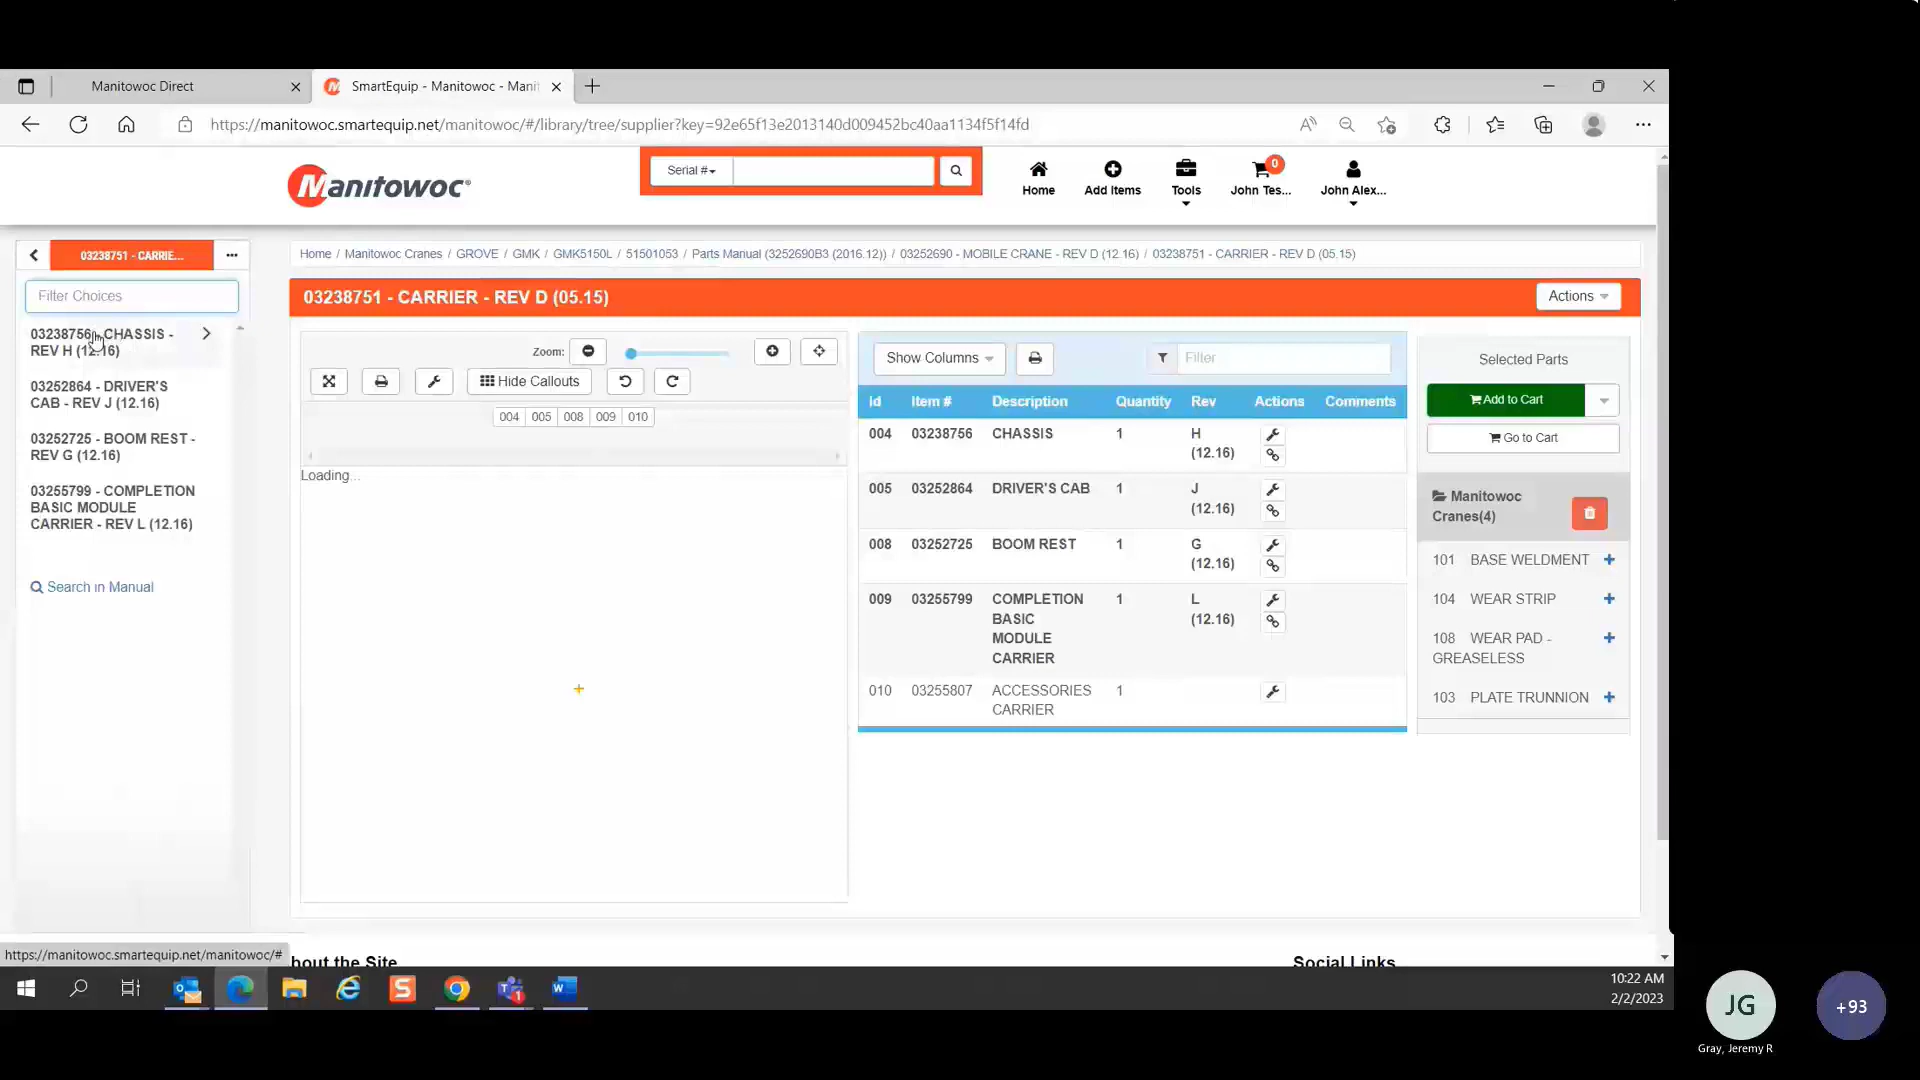 Manitowoc Direct
SmartEquip - Manitowoc - Mani
https://manitowoc.smartequip.net/manitowoc/#/library/tree/supplier?key=92e65f13e2013140d009452bc40aa1134f5f14fd
Manitowoc®
Serial #
Home
Add Items
Tools
0
John Tes...
John Alex...
03238751 - CARRIE...
Home / Manitowoc Cranes / GROVE / GMK / GMK5150L / 51501053 / Parts Manual (3252690B3 (2016.12)) / 03252690 - MOBILE CRANE - REV D (12.16) / 03238751 - CARRIER - REV D (05.15)
Filter Choices
03238751 - CARRIER - REV D (05.15)
Actions
03238756 - CHASSIS -
REV H (12.16)
03252864 - DRIVER'S
CAB - REV J (12.16)
03252725 - BOOM REST -
REV G (12.16)
03255799 - COMPLETION
BASIC MODULE
CARRIER - REV L (12.16)
Search in Manual
Zoom:
Hide Callouts
004 005 008 009 010
Loading...
Show Columns
Filter
Id Item # Description Quantity Rev Actions Comments
004 03238756 CHASSIS 1 H
(12.16)
005 03252864 DRIVER'S CAB 1 J
(12.16)
008 03252725 BOOM REST 1 G
(12.16)
009 03255799 COMPLETION 1 L
BASIC (12.16)
MODULE
CARRIER
010 03255807 ACCESSORIES 1
CARRIER
Selected Parts
Add to Cart
Go to Cart
Manitowoc
Cranes(4)
101 BASE WELDMENT
104 WEAR STRIP
108 WEAR PAD -
GREASELESS
103 PLATE TRUNNION
https://manitowoc.smartequip.net/manitowoc/#
bout the Site
Social Links
10:22 AM
2/2/2023
JG
Gray, Jeremy R
+93